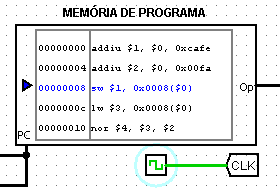 MEMÓRIA DE PROGRAMA
00000000 addiu $1, $0, 0xcafe
00000004 addiu $2, $0, 0x00fa
00000008 sw $1, 0x0008($0)
0000000c lw $3, 0x0008($0)
00000010 nor $4, $3, $2
Op
PC
CLK